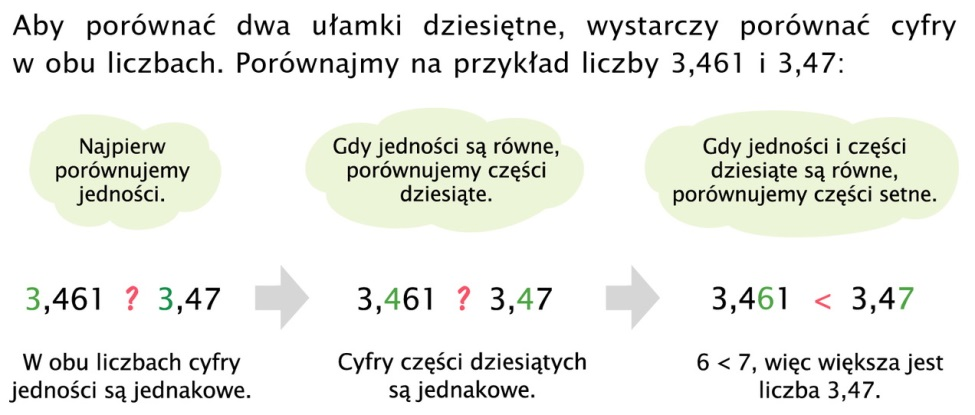 Aby porównać dwa ułamki dziesiętne, wystarczy porównać cyfry
w obu liczbach. Porównajmy na przykład liczby 3,461 i 3,47:
Najpierw
porównujemy
jedności.
Gdy jedności są równe,
porównujemy części
dziesiąte.
Gdy jedności i części
dziesiąte są równe,
porównujemy części setne.
3,461 ? 3,47
3,461 ? 3,47
3,461 < 3,47
W obu liczbach cyfry
jedności są jednakowe.
Cyfry części dziesiątych
są jednakowe.
6 < 7, więc większa jest
liczba 3,47.